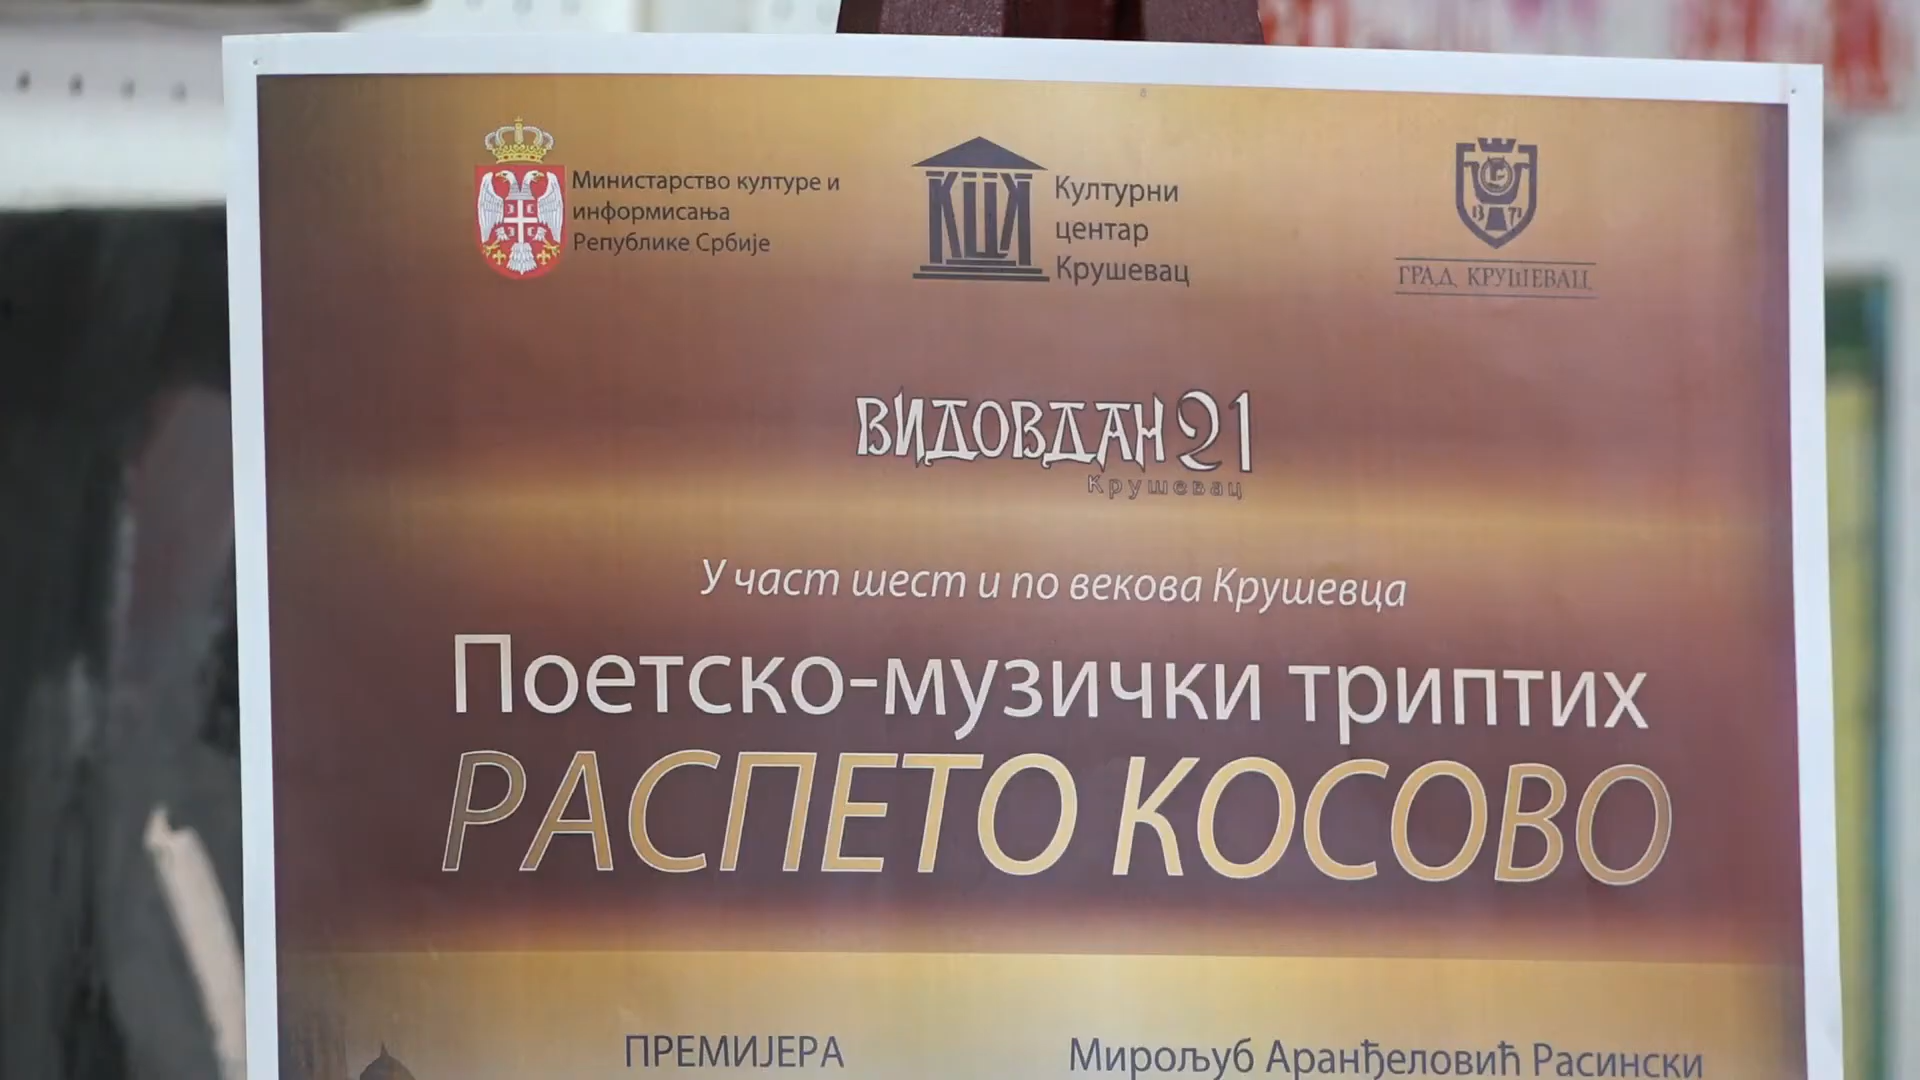 Министарство културе и
информисања
Републике Србије
КЦК
Културни
центар
Крушевац
ГРАД КРУШЕВАЦ
ВИДОВДАН 21
Крушевац
У част шест и по векова Крушевца
Поетско-музички триптих
РАСПЕТО КОСОВО
ПРЕМИЈЕРА
Мирољуб Аранђеловић Расински